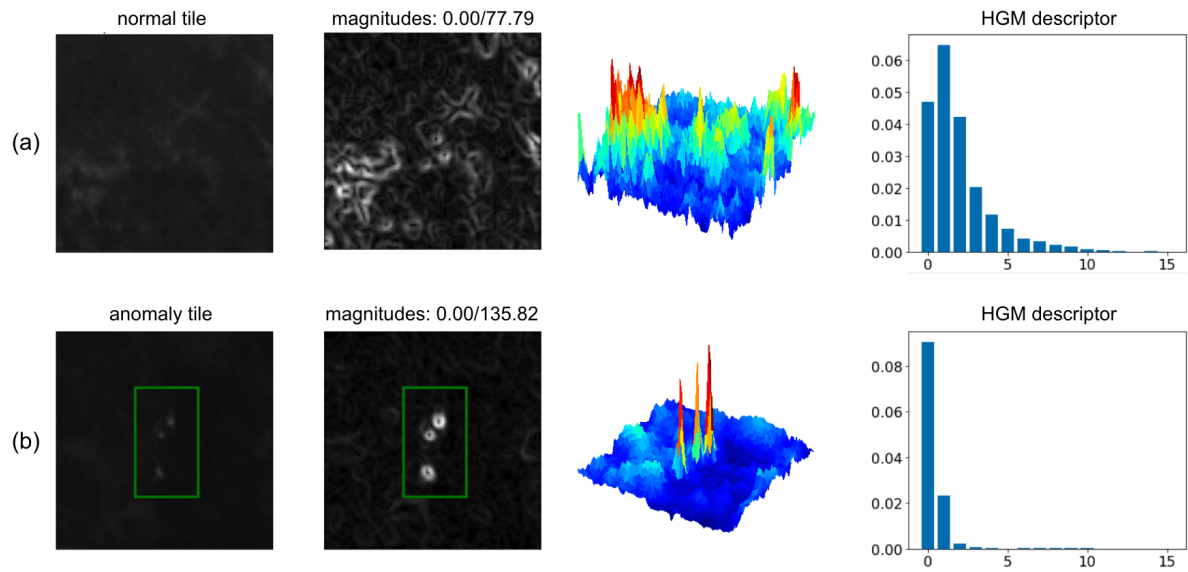 normal tile
magnitudes: 0.00/77.79
HGM descriptor
(a)
0.06
0.05
0.04
0.03
0.02
0.01
0.00
0 5 10 15
anomaly tile
magnitudes: 0.00/135.82
HGM descriptor
(b)
0.08
0.06
0.04
0.02
0.00
0 5 10 15